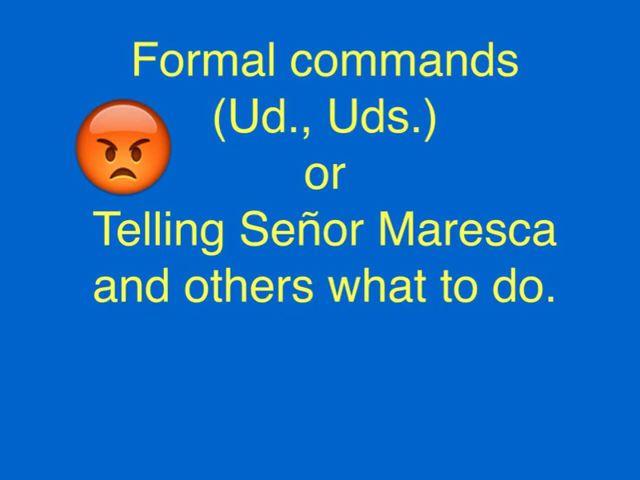 Formal commands
(Ud., Uds.)
or
Telling Señor Maresca
and others what to do.